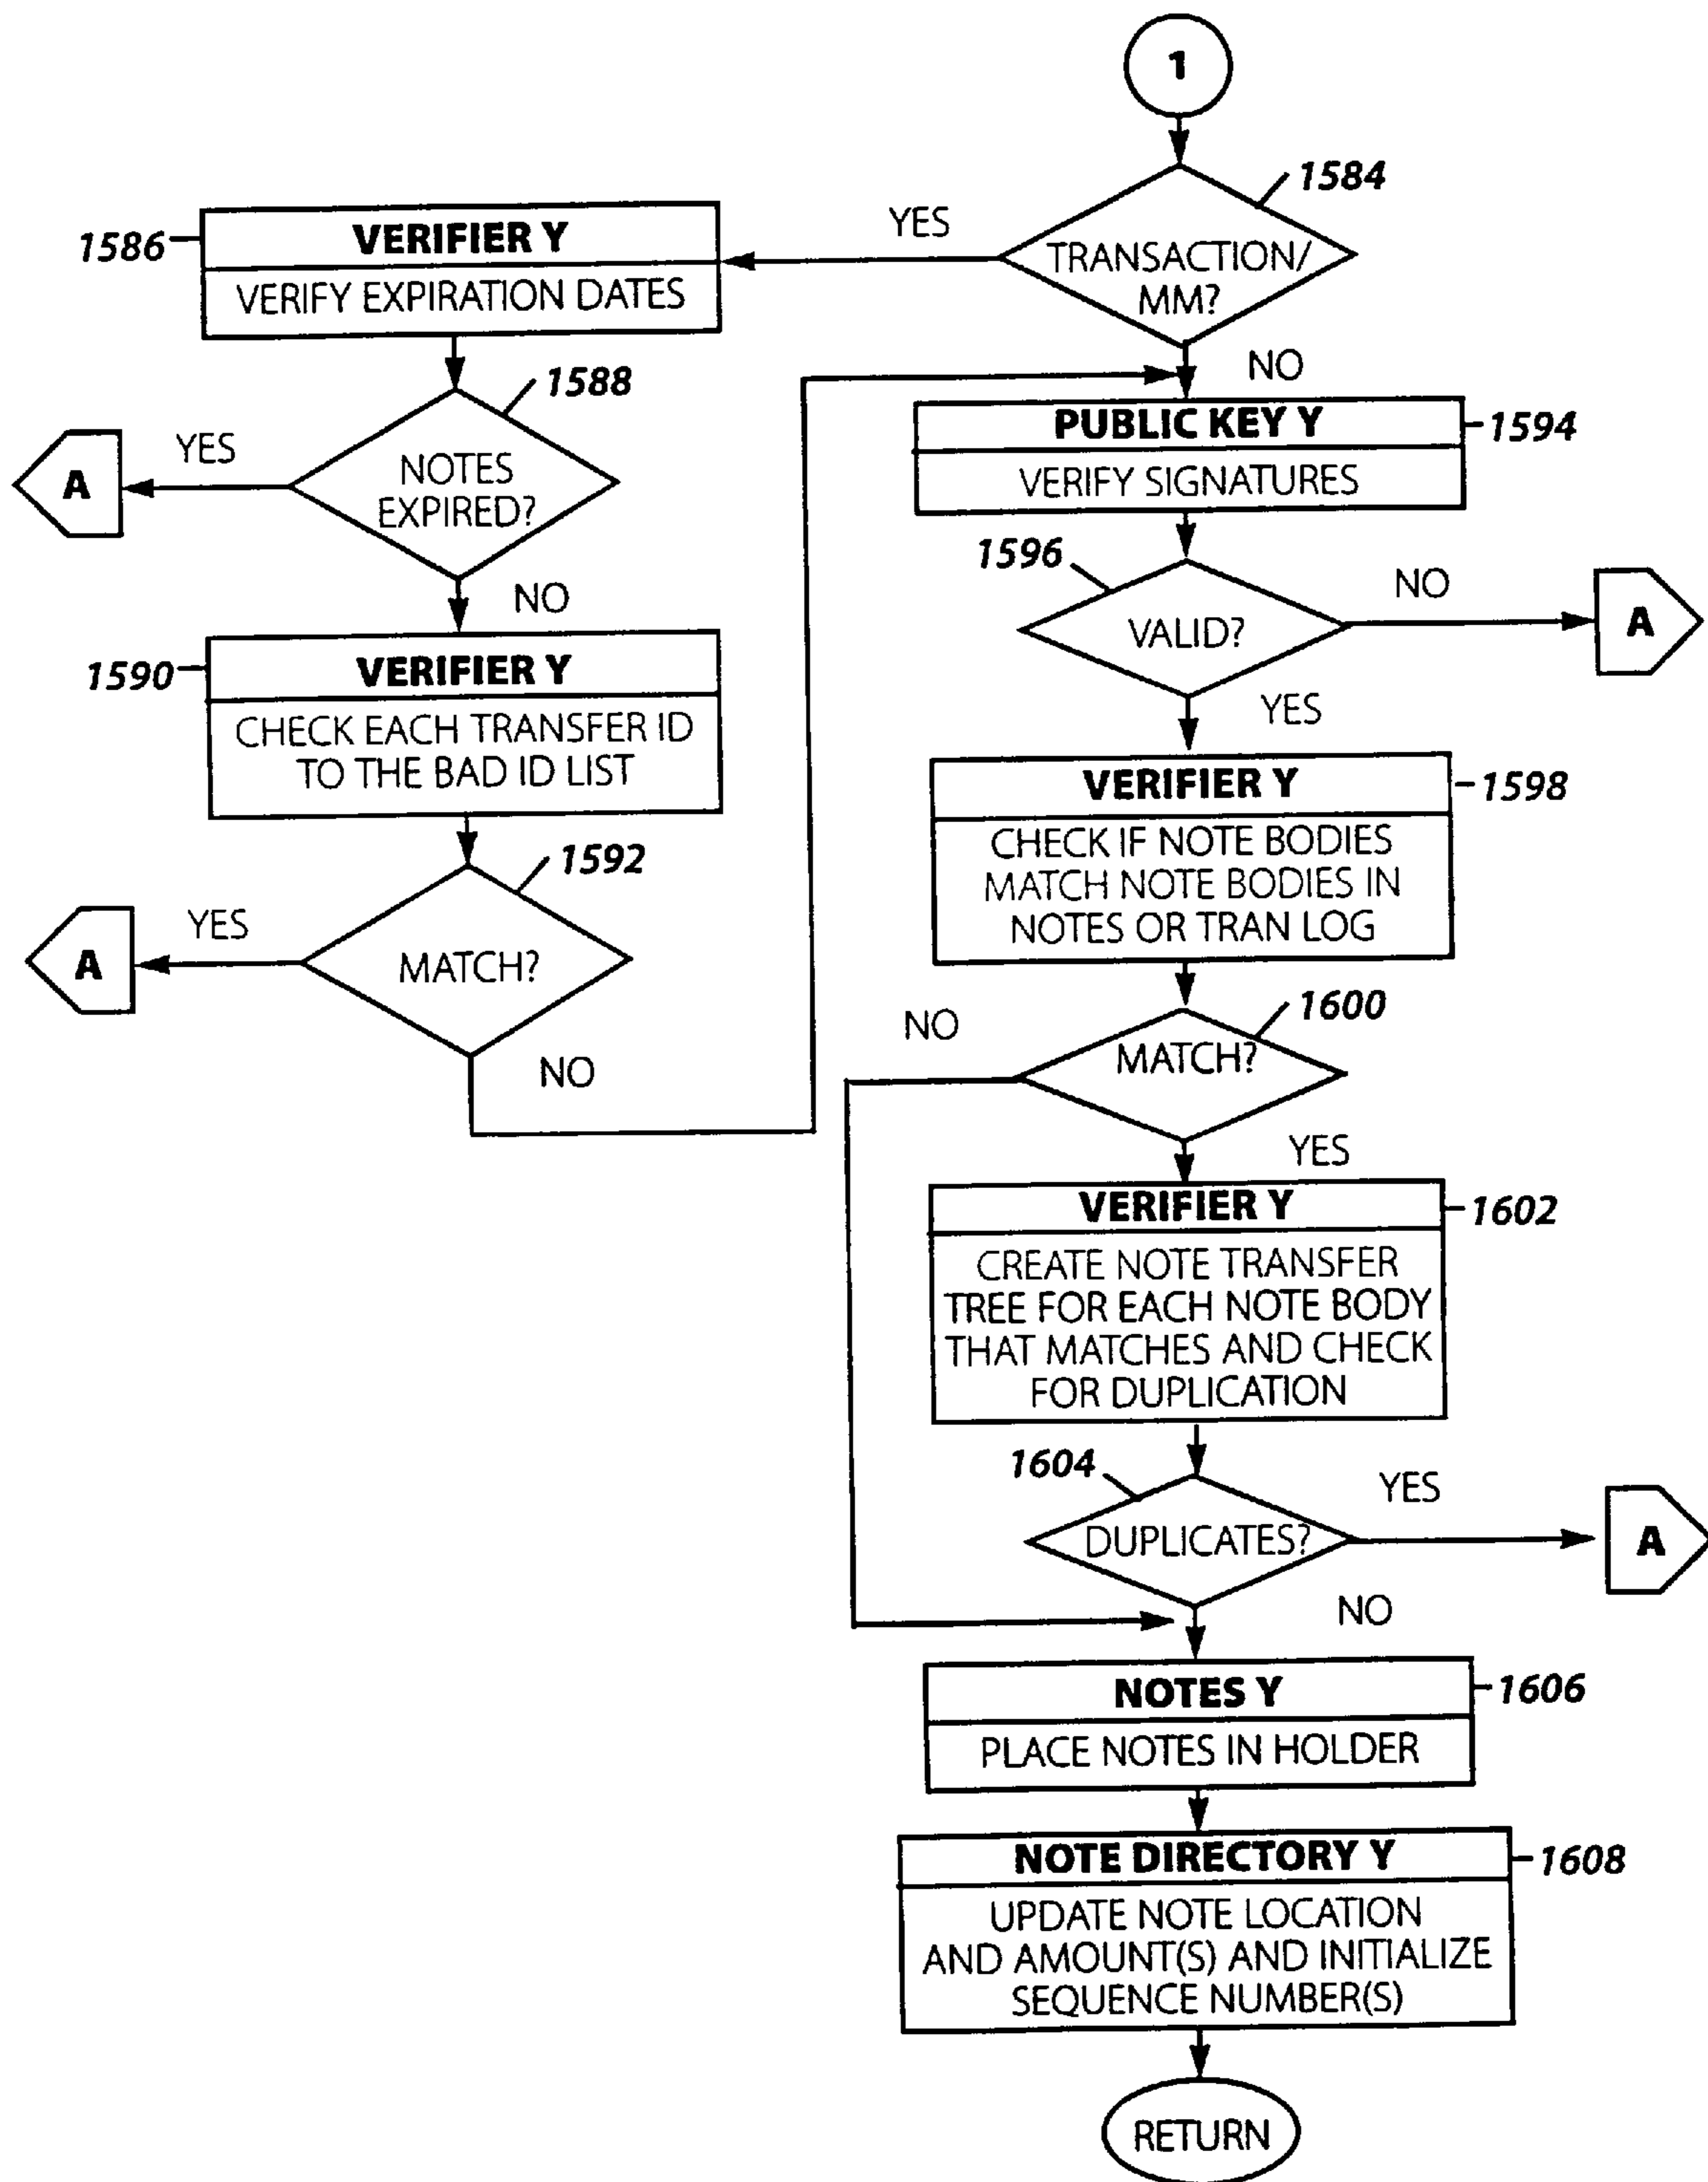 1
1584
TRANSACTION/
MM?
YES
NO
1586
VERIFIER Y
VERIFY EXPIRATION DATES
1588
NOTES
EXPIRED?
YES
A
NO
1590
VERIFIER Y
CHECK EACH TRANSFER ID
TO THE BAD ID LIST
1592
MATCH?
YES
A
NO
PUBLIC KEY Y
1594
VERIFY SIGNATURES
1596
VALID?
NO
A
YES
VERIFIER Y
1598
CHECK IF NOTE BODIES
MATCH NOTE BODIES IN
NOTES OR TRAN LOG
1600
NO
MATCH?
YES
VERIFIER Y
1602
CREATE NOTE TRANSFER
TREE FOR EACH NOTE BODY
THAT MATCHES AND CHECK
FOR DUPLICATION
1604
DUPLICATES?
YES
A
NO
NOTES Y
1606
PLACE NOTES IN HOLDER
NOTE DIRECTORY Y
1608
UPDATE NOTE LOCATION
AND AMOUNT(S) AND INITIALIZE
SEQUENCE NUMBER(S)
RETURN